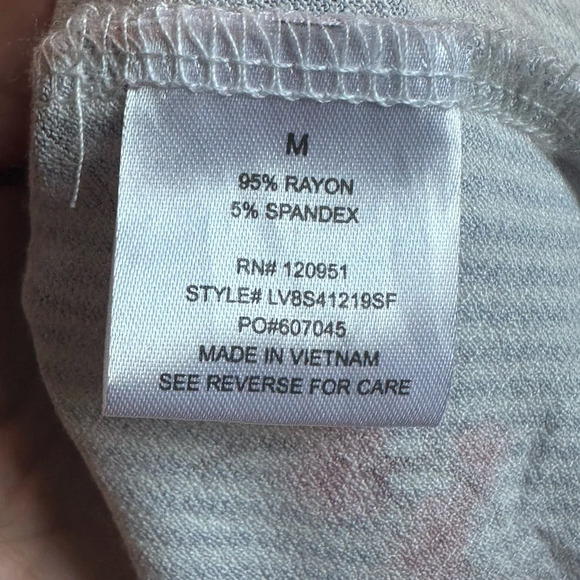 M
95% RAYON
5% SPANDEX
RN# 120951
STYLE# LV8S41219SF
PO#607045
MADE IN VIETNAM
SEE REVERSE FOR CARE